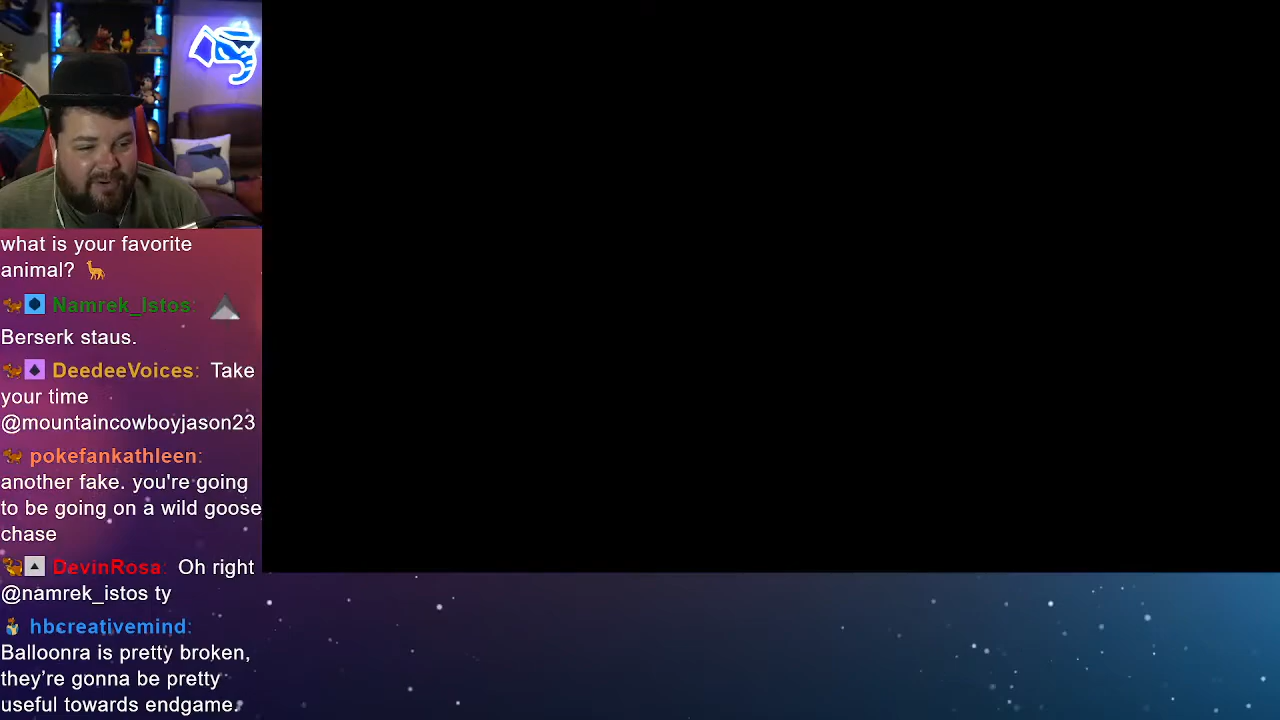 what is your favorite
animal?
Namrek_Istos:
Berserk staus.
DeedeeVoices: Take
your time
@mountaincowboyjason23
pokefankathleen:
another fake. you're going
to be going on a wild goose
chase
DevinRosa: Oh right
@namrek_istos ty
hbcreativemind:
Balloonra is pretty broken,
they’re gonna be pretty
useful towards endgame.